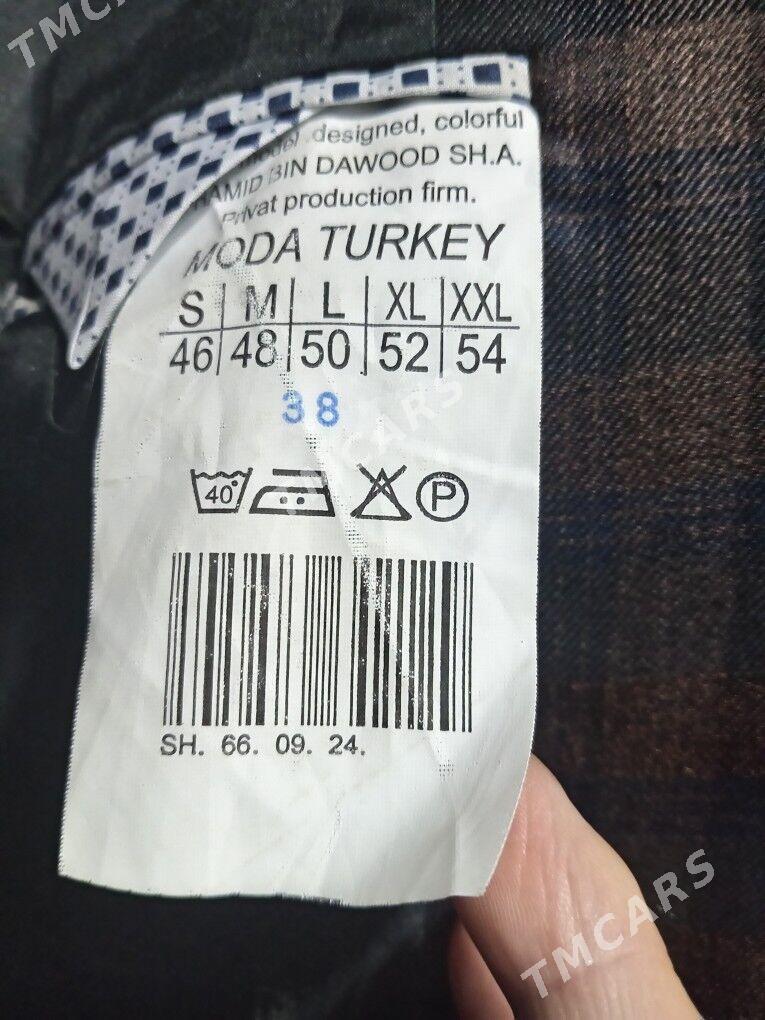 TMCARS
designed, colorful
HAMID BIN DAWOOD SH.A.
Privat production firm.
MODA TURKEY
S M L XL XXL
46 48 50 52 54
38
40° P
TMCARS
SH. 66. 09. 24.
TMCARS